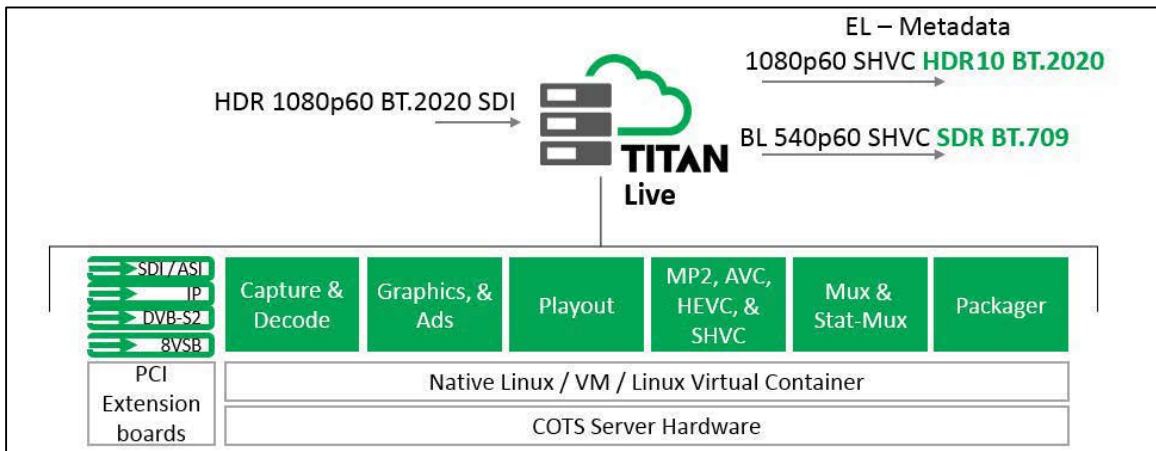 EL – Metadata
1080p60 SHVC HDR10 BT.2020
HDR 1080p60 BT.2020 SDI
BL 540p60 SHVC SDR BT.709
TITAN
Live
SDI/ASI
IP
DVB-S2
8VSB
Capture &
Decode
Graphics, &
Ads
Playout
MP2, AVC,
HEVC, &
SHVC
Mux &
Stat-Mux
Packager
PCI
Extension
boards
Native Linux / VM / Linux Virtual Container
COTS Server Hardware